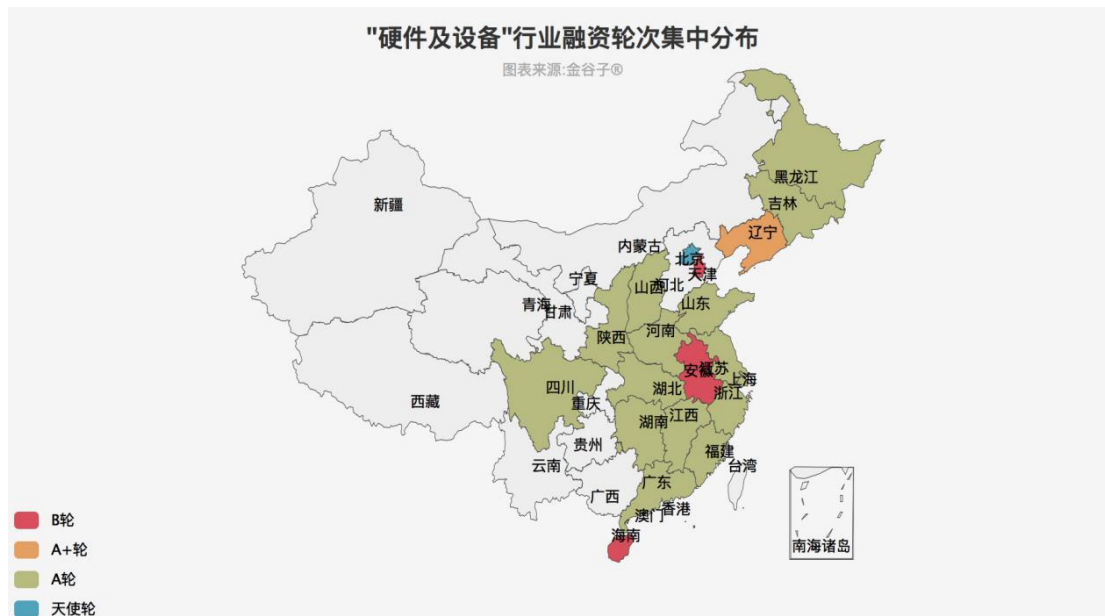 "硬件及设备"行业融资轮次集中分布
图表来源:金谷子®
黑龙江
吉林
新疆
辽宁
内蒙古
北京
天津
宁夏
山西
河北
青海
甘肃
山东
陕西
河南
安徽
江苏
上海
四川
湖北
浙江
西藏
重庆
湖南
江西
贵州
福建
云南
台湾
广西
广东
香港
澳门
海南
南海诸岛
B轮
A+轮
A轮
天使轮